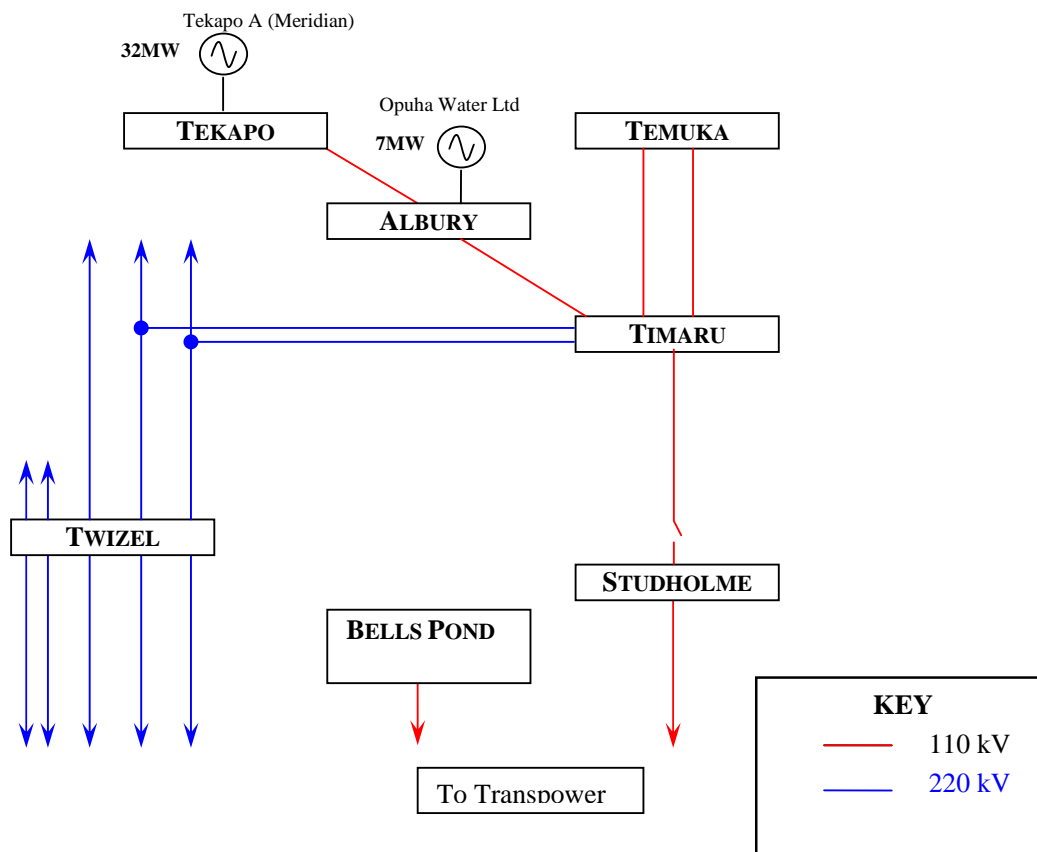 Tekapo A (Meridian)
32MW
Opuha Water Ltd
7MW
TEKAPO
TEMUKA
ALBURY
TIMARU
TWIZEL
STUDHOLME
BELLS POND
KEY
110 kV
220 kV
To Transpower